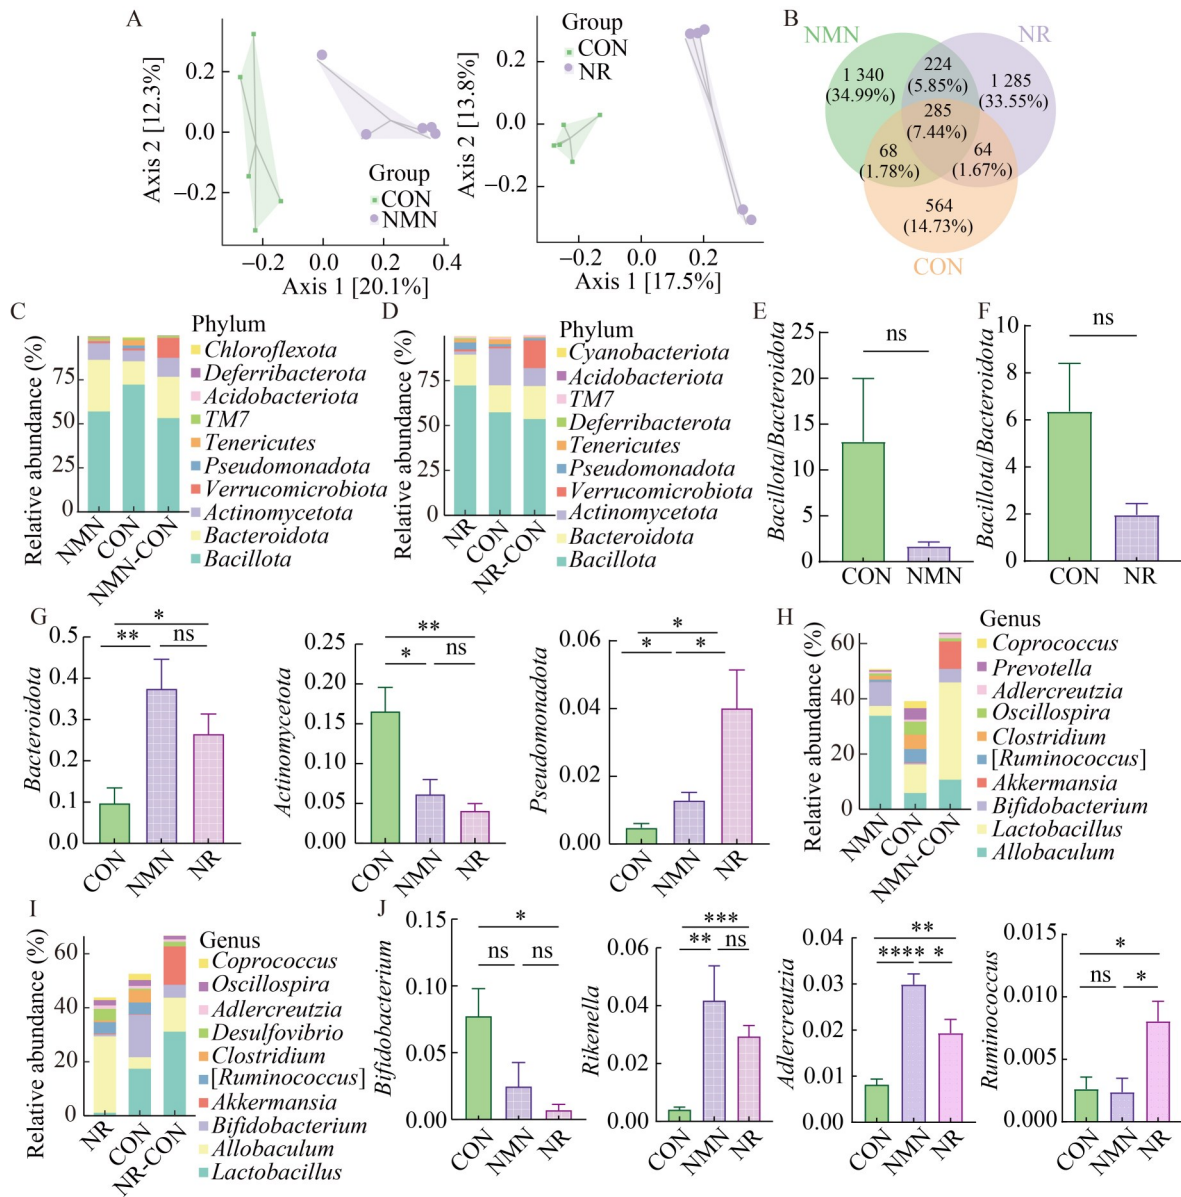 A
Axis 2 [12.3%]
0.2
0.0
−0.2
−0.2
0.0
0.2
0.4
Axis 1 [20.1%]
Group
CON
NMN
Axis 2 [13.8%]
0.2
0.0
−0.2
−0.2
0.0
0.2
Axis 1 [17.5%]
Group
CON
NR
B
NMN
NR
1 340
(34.99%)
224
(5.85%)
1 285
(33.55%)
285
(7.44%)
68
(1.78%)
64
(1.67%)
564
(14.73%)
CON
C
Relative abundance (%)
75
50
25
0
NMN
CON
NMN-CON
Phylum
Chloroflexota
Deferribacterota
Acidobacteriota
TM7
Tenericutes
Pseudomonadota
Verrucomicrobiota
Actinomycetota
Bacteroidota
Bacillota
D
Relative abundance (%)
75
50
25
0
NR
CON
NR-CON
Phylum
Cyanobacteriota
Acidobacteriota
TM7
Deferribacterota
Tenericutes
Pseudomonadota
Verrucomicrobiota
Actinomycetota
Bacteroidota
Bacillota
E
Bacillota/Bacteroidota
25
20
15
10
5
0
ns
CON
NMN
F
Bacillota/Bacteroidota
10
8
6
4
2
0
ns
CON
NR
G
Bacteroidota
0.5
0.4
0.3
0.2
0.1
0.0
*
**
ns
CON
NMN
NR
Actinomycetota
0.25
0.20
0.15
0.10
0.05
0.00
**
*
ns
CON
NMN
NR
Pseudomonadota
0.06
0.04
0.02
0.00
*
*
*
CON
NMN
NR
H
Relative abundance (%)
60
40
20
0
NMN
CON
NMN-CON
Genus
Coprococcus
Prevotella
Adlercreutzia
Oscillospira
Clostridium
[Ruminococcus]
Akkermansia
Bifidobacterium
Lactobacillus
Allobaculum
I
Relative abundance (%)
60
40
20
0
NR
CON
NR-CON
Genus
Coprococcus
Oscillospira
Adlercreutzia
Desulfovibrio
Clostridium
[Ruminococcus]
Akkermansia
Bifidobacterium
Allobaculum
Lactobacillus
J
Bifidobacterium
0.15
0.10
0.05
0.00
*
ns
ns
CON
NMN
NR
Rikenella
0.06
0.04
0.02
0.00
***
**
ns
CON
NMN
NR
Adlercreutzia
0.04
0.03
0.02
0.01
0.00
**
****
*
CON
NMN
NR
Ruminococcus
0.015
0.010
0.005
0.000
*
ns
*
CON
NMN
NR